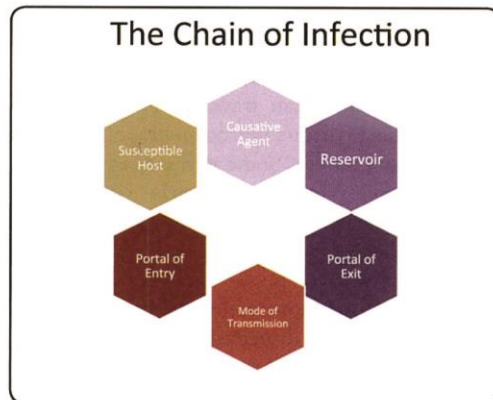 The Chain of Infection
Causative
Agent
Reservoir
Portal of
Exit
Mode of
Transmission
Portal of
Entry
Susceptible
Host